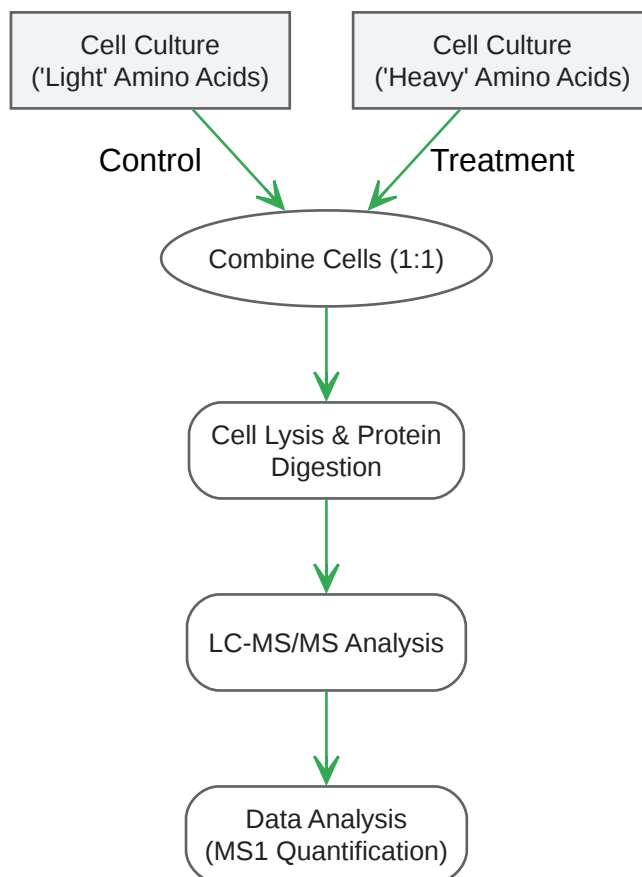 Cell Culture
('Light' Amino Acids)
Cell Culture
('Heavy' Amino Acids)
Control
Treatment
Combine Cells (1:1)
Cell Lysis & Protein
Digestion
LC-MS/MS Analysis
Data Analysis
(MS1 Quantification)